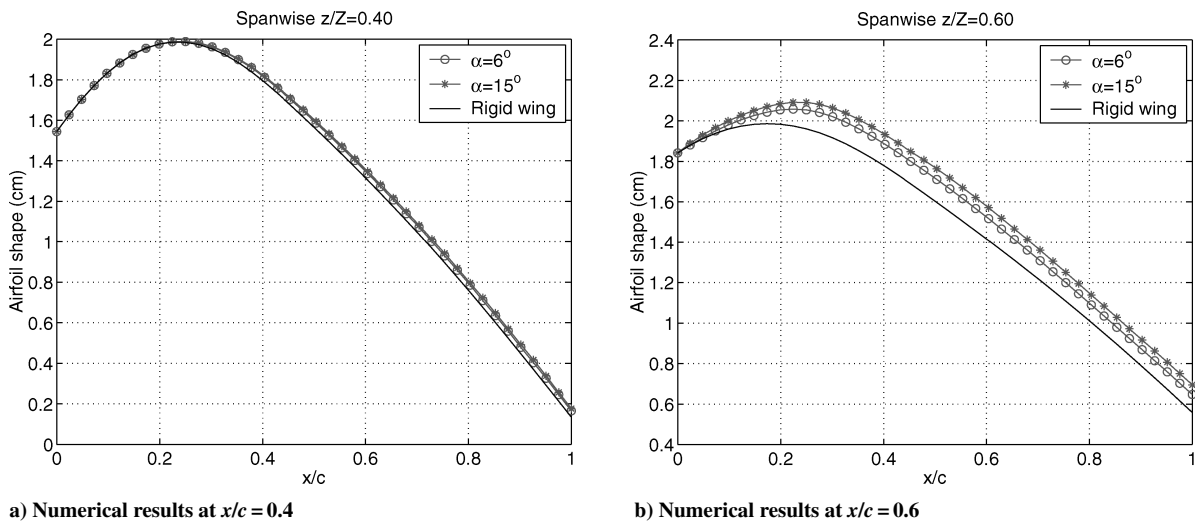 Spanwise z/Z=0.40
2
1.8
1.6
1.4
1.2
1
0.8
0.6
0.4
0.2
0
Airfoil shape (cm)
α=6°
α=15°
Rigid wing
0 0.2 0.4 0.6 0.8 1
x/c
a) Numerical results at x/c = 0.4
Spanwise z/Z=0.60
2.4
2.2
2
1.8
1.6
1.4
1.2
1
0.8
0.6
0.4
Airfoil shape (cm)
α=6°
α=15°
Rigid wing
0 0.2 0.4 0.6 0.8 1
x/c
b) Numerical results at x/c = 0.6